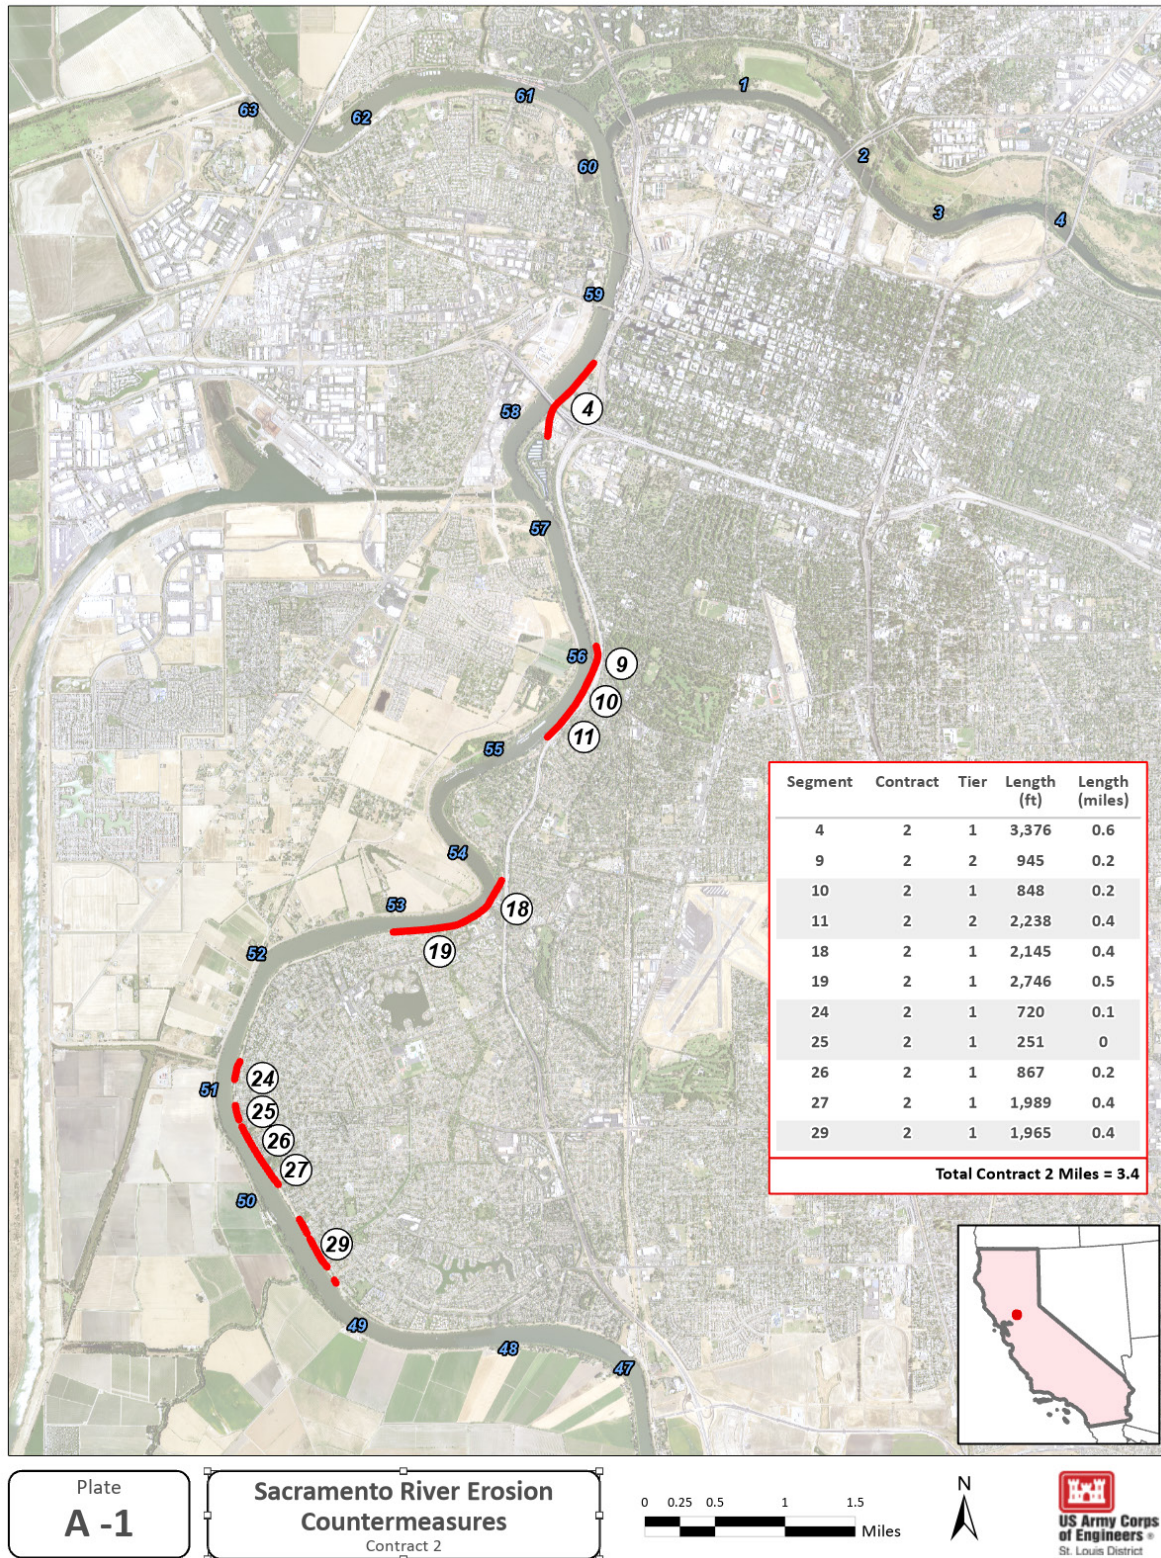 63
62
61
1
60
2
3
4
59
58
4
57
56
9
10
55
11
54
53
18
19
52
51
24
25
26
27
50
29
49
48
47
Segment Contract Tier Length (ft) Length (miles)
4 2 1 3,376 0.6
9 2 2 945 0.2
10 2 1 848 0.2
11 2 2 2,238 0.4
18 2 1 2,145 0.4
19 2 1 2,746 0.5
24 2 1 720 0.1
25 2 1 251 0
26 2 1 867 0.2
27 2 1 1,989 0.4
29 2 1 1,965 0.4
Total Contract 2 Miles = 3.4
Plate
A -1
Sacramento River Erosion
Countermeasures
Contract 2
0 0.25 0.5 1 1.5
Miles
N
US Army Corps
of Engineers ®
St. Louis District